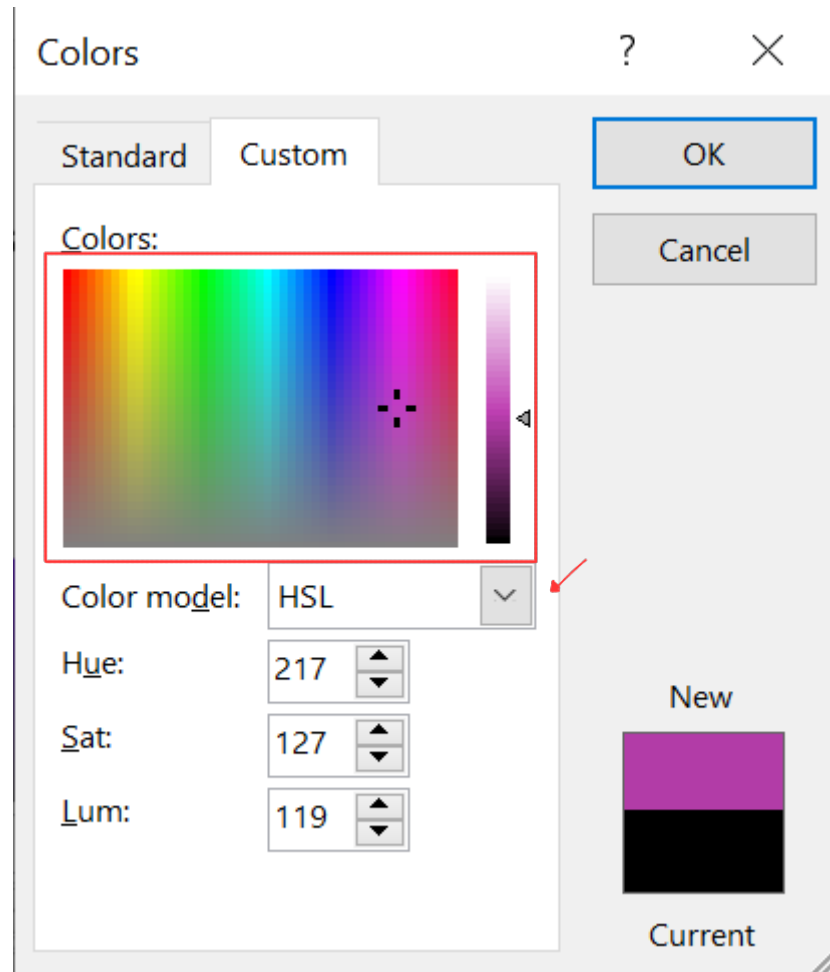 Colors ?
Standard Custom OK
Colors: Cancel
Color model: HSL
Hue: 217
Sat: 127
Lum: 119
New
Current